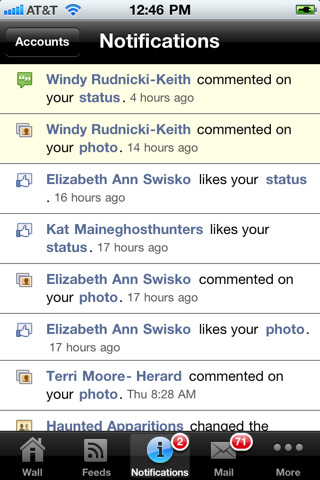 AT&T 12:46 PM
Accounts Notifications
Windy Rudnicki-Keith commented on
your status. 4 hours ago
Windy Rudnicki-Keith commented on
your photo. 14 hours ago
Elizabeth Ann Swisko likes your status
. 16 hours ago
Kat Maineghosthunters likes your
status. 17 hours ago
Elizabeth Ann Swisko commented on
your photo. 17 hours ago
Elizabeth Ann Swisko likes your photo.
17 hours ago
Terri Moore- Herard commented on
your photo. Thu 8:28 AM
Haunted Apparitions changed the
2 71
Wall Feeds Notifications Mail More